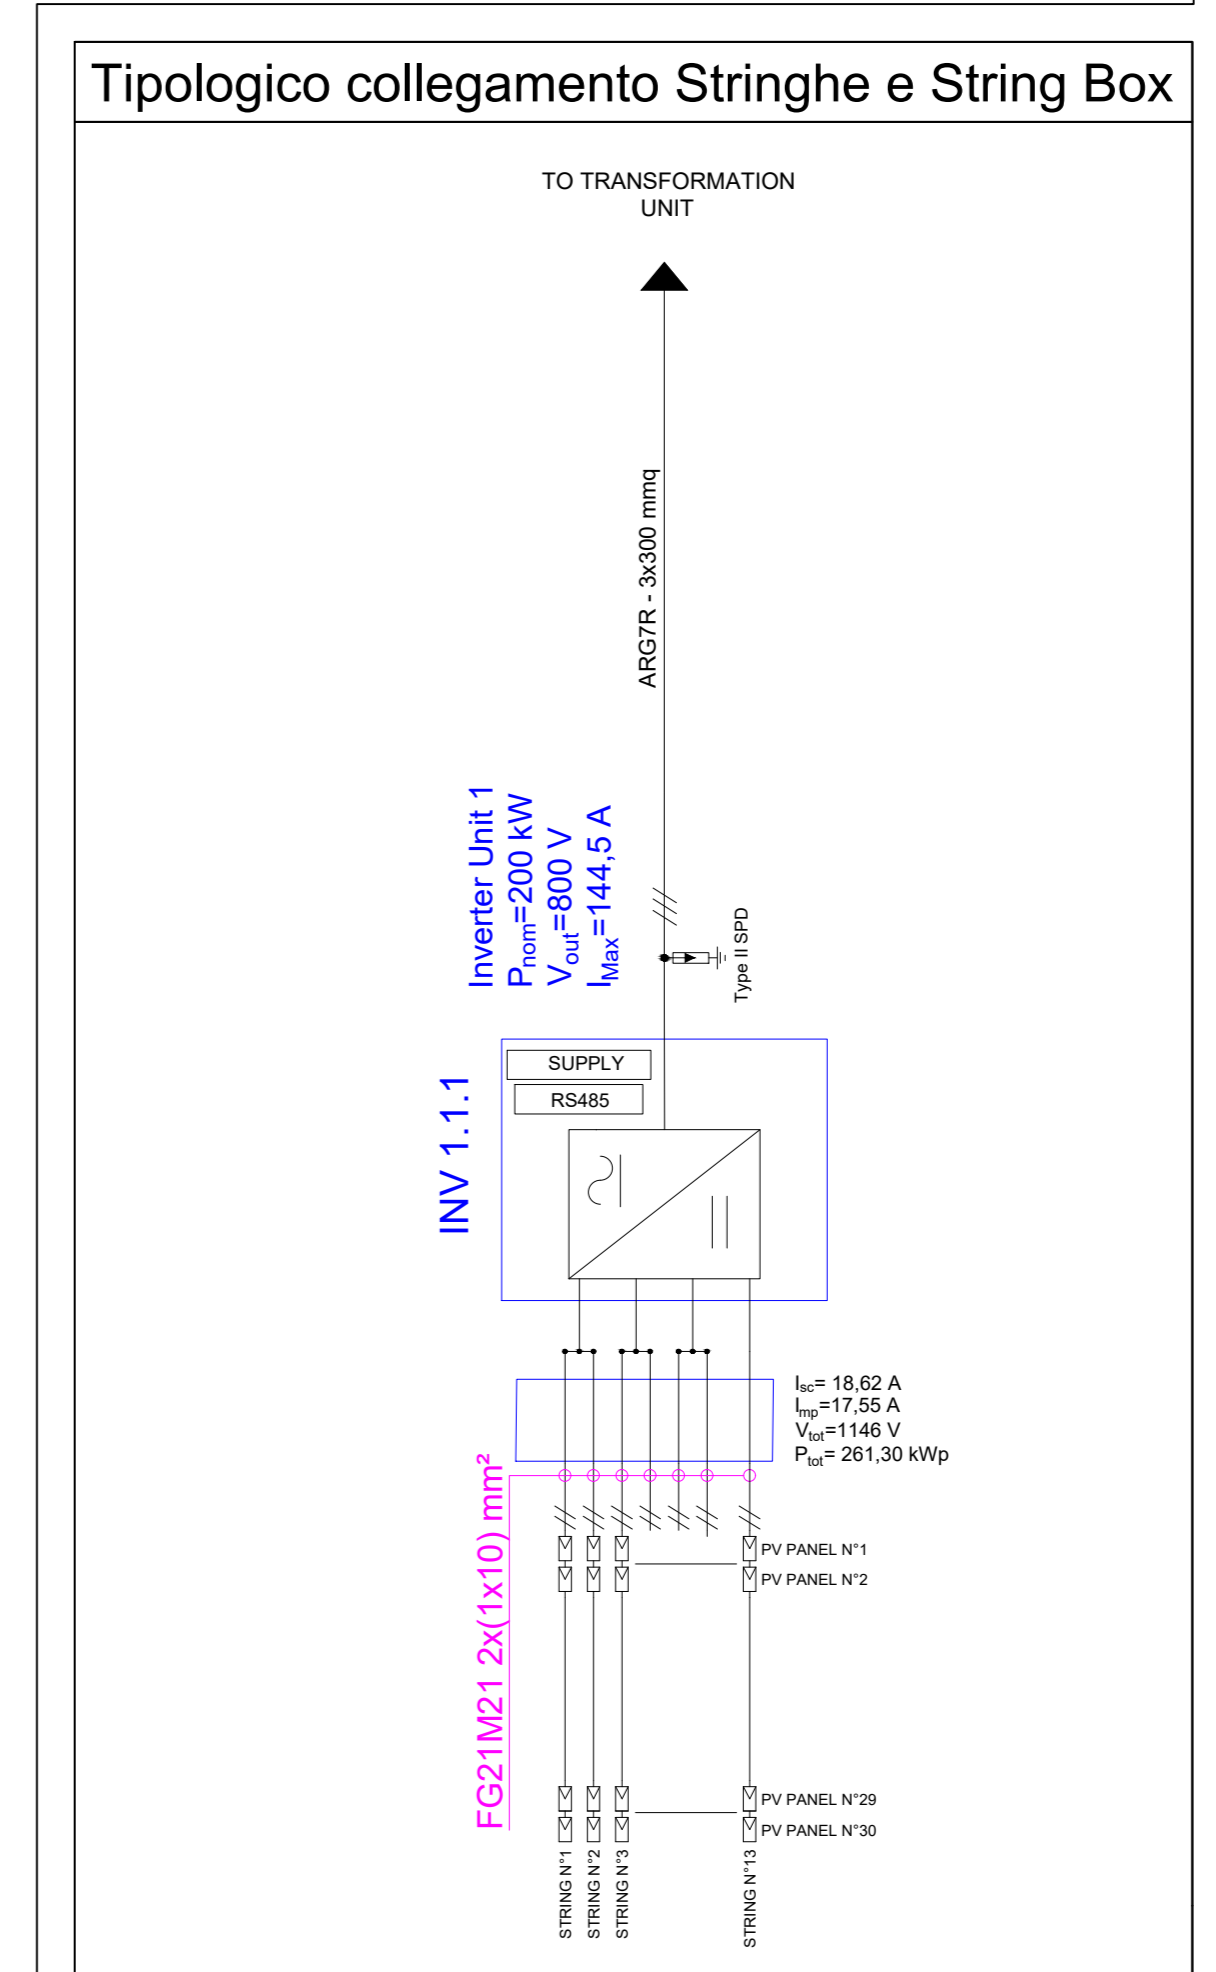 Tipologico collegamento Stringhe e String Box
TO TRANSFORMATION
UNIT
ARG7R - 3x300 mmq
Inverter Unit 1
Pnom=200 kW
Vout=800 V
IMax=144,5 A
Type II SPD
SUPPLY
RS485
INV 1.1.1
Isc= 18,62 A
Imp=17,55 A
Vtot=1146 V
Ptot= 261,30 kWp
FG21M21 2x(1x10) mm²
PV PANEL N°1
PV PANEL N°2
PV PANEL N°29
PV PANEL N°30
STRING N°1
STRING N°2
STRING N°3
STRING N°13